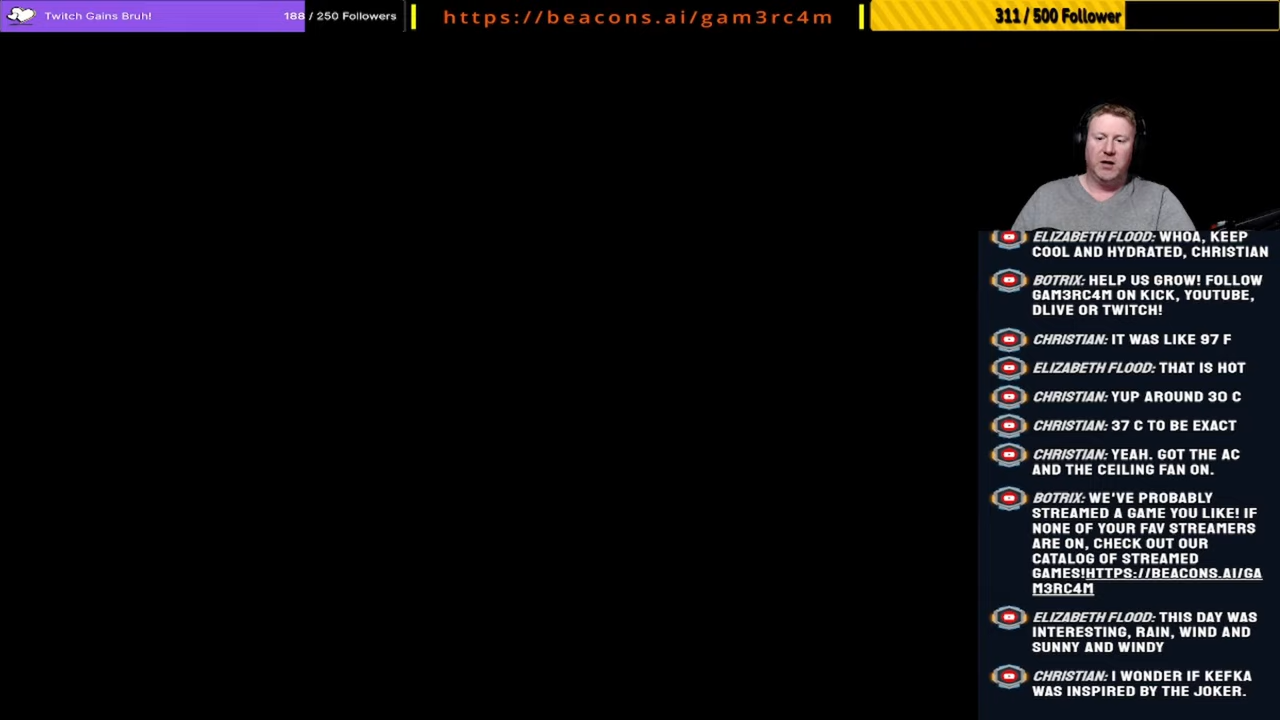 Twitch Gains Bruh!
188 / 250 Followers
https://beacons.ai/gam3rc4m
311 / 500 Follower
ELIZABETH FLOOD: WHOA, KEEP
COOL AND HYDRATED, CHRISTIAN
BOTRIX: HELP US GROW! FOLLOW
GAM3RC4M ON KICK, YOUTUBE,
DLIVE OR TWITCH!
CHRISTIAN: IT WAS LIKE 97 F
ELIZABETH FLOOD: THAT IS HOT
CHRISTIAN: YUP AROUND 30 C
CHRISTIAN: 37 C TO BE EXACT
CHRISTIAN: YEAH. GOT THE AC
AND THE CEILING FAN ON.
BOTRIX: WE'VE PROBABLY
STREAMED A GAME YOU LIKE! IF
NONE OF YOUR FAV STREAMERS
ARE ON, CHECK OUT OUR
CATALOG OF STREAMED
GAMES!HTTPS://BEACONS.AI/GA
M3RC4M
ELIZABETH FLOOD: THIS DAY WAS
INTERESTING, RAIN, WIND AND
SUNNY AND WINDY
CHRISTIAN: I WONDER IF KEFKA
WAS INSPIRED BY THE JOKER.